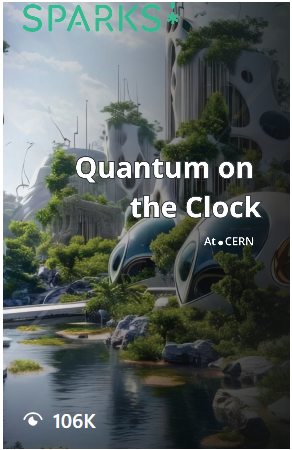 SPARKS*
Quantum on
the Clock
At•CERN
106K